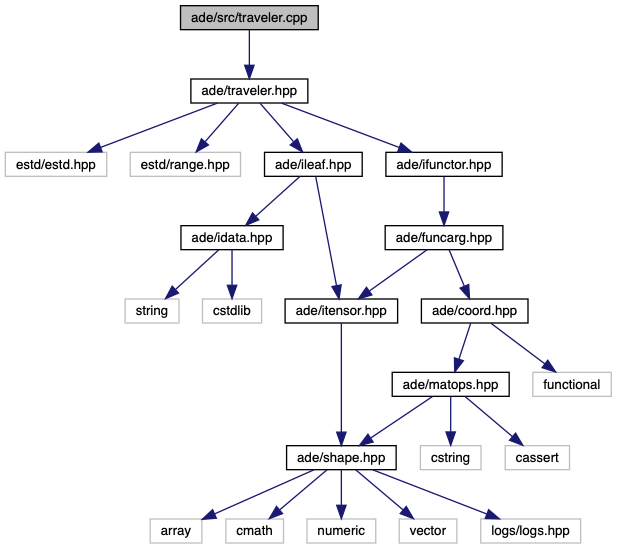 ade/src/traveler.cpp
ade/traveler.hpp
estd/estd.hpp
estd/range.hpp
ade/ileaf.hpp
ade/ifunctor.hpp
ade/idata.hpp
ade/funcarg.hpp
string
cstdlib
ade/itensor.hpp
ade/coord.hpp
ade/matops.hpp
functional
ade/shape.hpp
cstring
cassert
array
cmath
numeric
vector
logs/logs.hpp